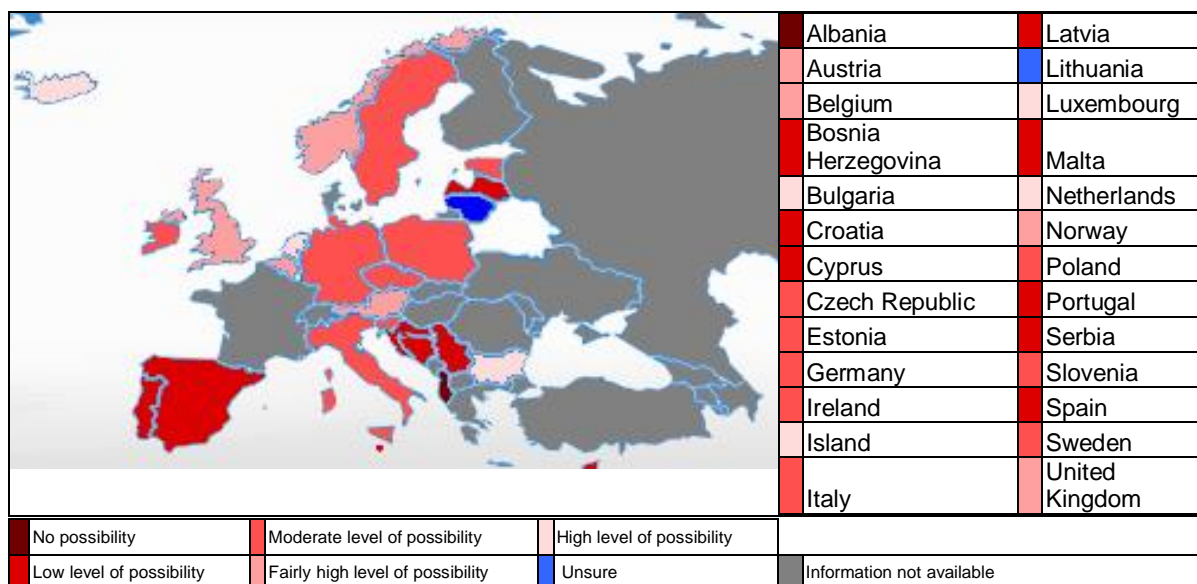 Albania Latvia
Austria Lithuania
Belgium Luxembourg
Bosnia
Herzegovina Malta
Bulgaria Netherlands
Croatia Norway
Cyprus Poland
Czech Republic Portugal
Estonia Serbia
Germany Slovenia
Ireland Spain
Island Sweden
Italy United
Kingdom
No possibility Moderate level of possibility High level of possibility
Low level of possibility Fairly high level of possibility Unsure Information not available